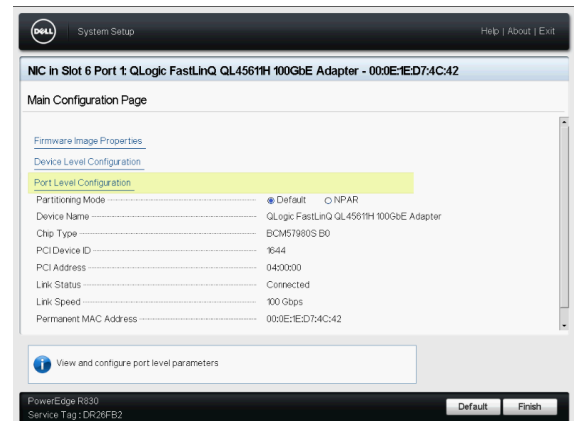 DELL
System Setup
Help | About | Exit
NIC in Slot 6 Port 1: QLogic FastLinQ QL45611H 100GbE Adapter - 00:0E:1E:D7:4C:42
Main Configuration Page
Firmware Image Properties
Device Level Configuration
Port Level Configuration
Partitioning Mode Default NPAR
Device Name QLogic FastLinQ QL45611H 100GbE Adapter
Chip Type BCM57980S B0
PCI Device ID 1644
PCI Address 04:00:00
Link Status Connected
Link Speed 100 Gbps
Permanent MAC Address 00:0E:1E:D7:4C:42
View and configure port level parameters
PowerEdge R830
Service Tag : DR26FB2
Default Finish